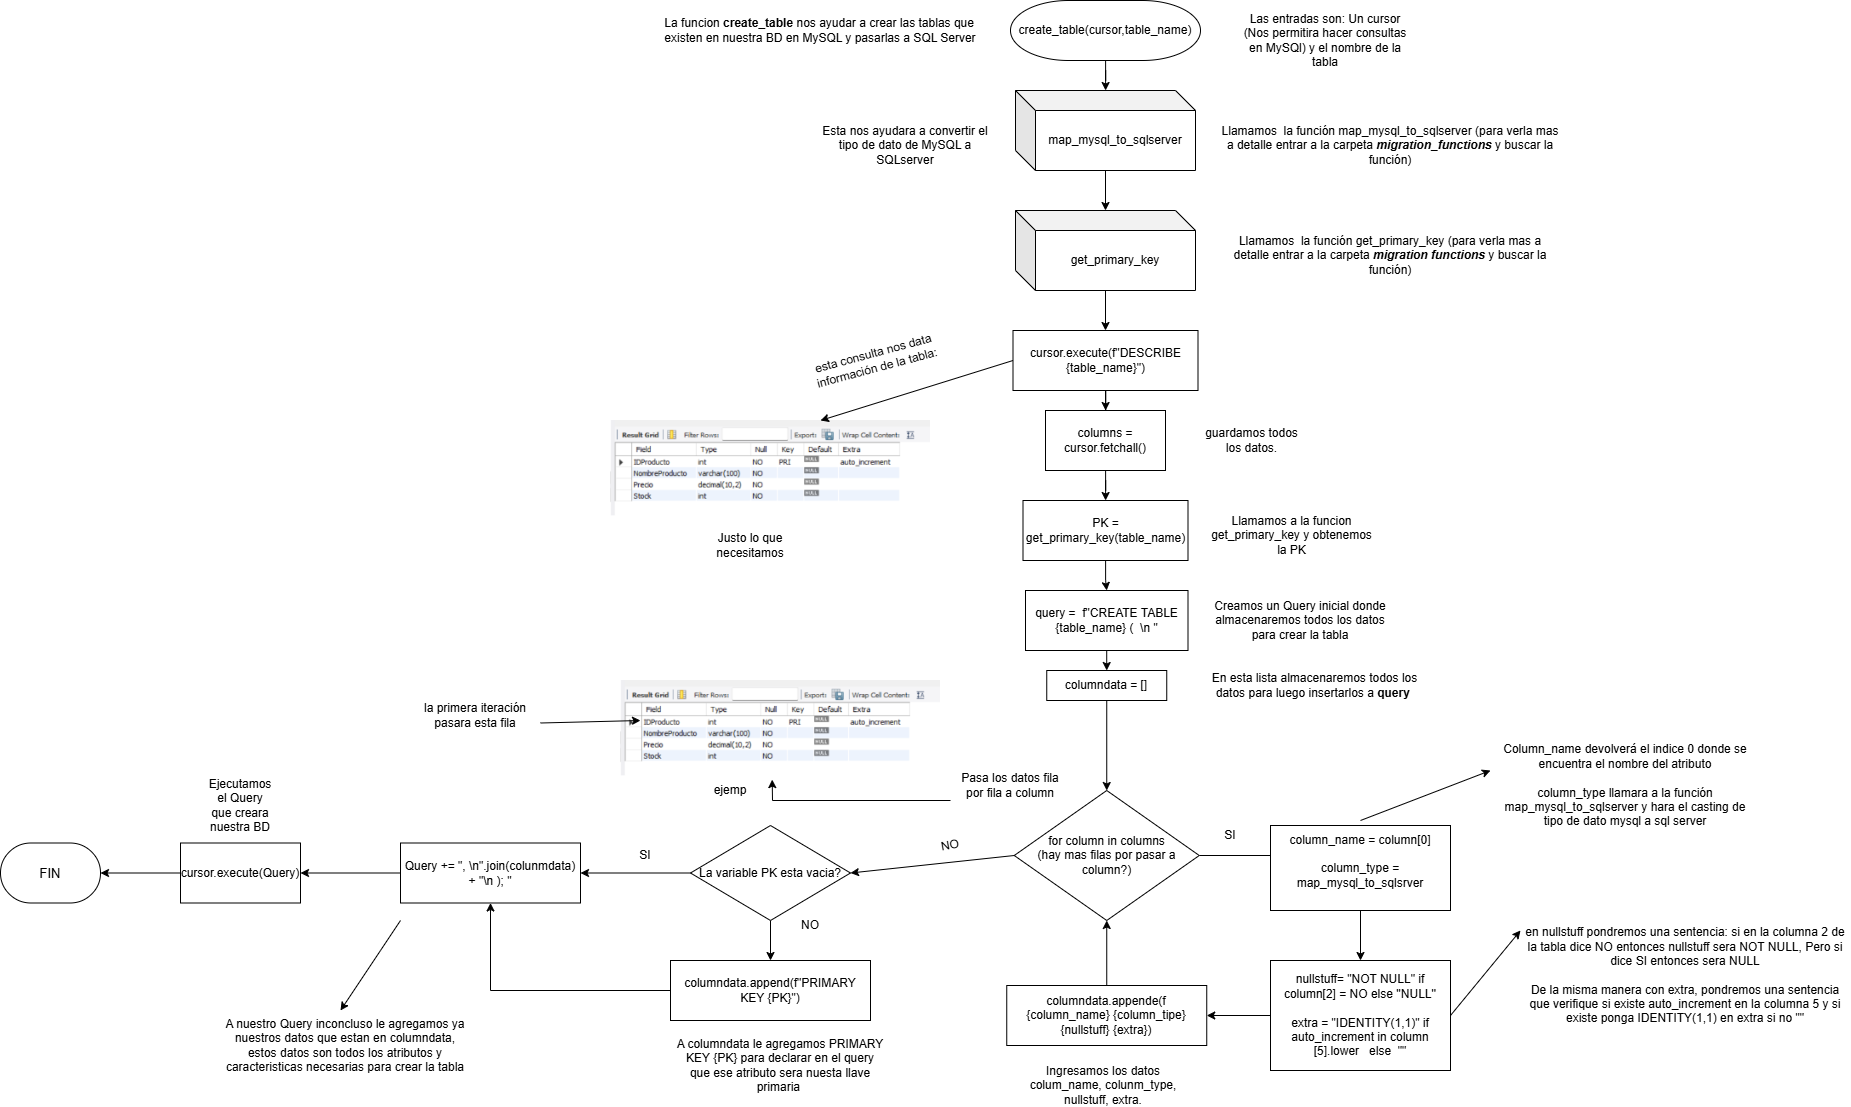 La funcion create_table nos ayudar a crear las tablas que
existen en nuestra BD en MySQL y pasarlas a SQL Server
create_table(cursor,table_name)
Las entradas son: Un cursor
(Nos permitira hacer consultas
en MySQl) y el nombre de la
tabla
Esta nos ayudara a convertir el
tipo de dato de MySQL a
SQLserver
map_mysql_to_sqlserver
Llamamos  la función map_mysql_to_sqlserver (para verla mas
a detalle entrar a la carpeta migration_functions y buscar la
función)
get_primary_key
Llamamos  la función get_primary_key (para verla mas a
detalle entrar a la carpeta migration functions y buscar la
función)
esta consulta nos data
información de la tabla:
cursor.execute(f"DESCRIBE
{table_name}")
Result Grid Filter Rows: Export: Wrap Cell Content: IA
Field Type Null Key Default Extra
IDProducto int NO PRI NULL auto_increment
NombreProducto varchar(100) NO NULL
Precio decimal(10,2) NO NULL
Stock int NO NULL
Justo lo que
necesitamos
columns =
cursor.fetchall()
guardamos todos
los datos.
PK =
get_primary_key(table_name)
Llamamos a la funcion
get_primary_key y obtenemos
la PK
query =  f"CREATE TABLE
{table_name} (  \n "
Creamos un Query inicial donde
almacenaremos todos los datos
para crear la tabla
columndata = []
En esta lista almacenaremos todos los
datos para luego insertarlos a query
la primera iteración
pasara esta fila
Result Grid Filter Rows: Export: Wrap Cell Content: IA
Field Type Null Key Default Extra
IDProducto int NO PRI NULL auto_increment
NombreProducto varchar(100) NO NULL
Precio decimal(10,2) NO NULL
Stock int NO NULL
ejemp
Pasa los datos fila
por fila a column
for column in columns
(hay mas filas por pasar a
column?)
SI
NO
Column_name devolverá el indice 0 donde se
encuentra el nombre del atributo
column_type llamara a la función
map_mysql_to_sqlserver y hara el casting de
tipo de dato mysql a sql server
column_name = column[0]
column_type =
map_mysql_to_sqlsrver
nullstuff= "NOT NULL" if
column[2] = NO else "NULL"
extra = "IDENTITY(1,1)" if
auto_increment in column
[5].lower   else  ""
en nullstuff pondremos una sentencia: si en la columna 2 de
la tabla dice NO entonces nullstuff sera NOT NULL, Pero si
dice SI entonces sera NULL
De la misma manera con extra, pondremos una sentencia
que verifique si existe auto_increment en la columna 5 y si
existe ponga IDENTITY(1,1) en extra si no ""
columndata.appende(f
{column_name} {column_tipe}
{nullstuff} {extra})
Ingresamos los datos
colum_name, colunm_type,
nullstuff, extra.
La variable PK esta vacia?
SI
NO
columndata.append(f"PRIMARY
KEY {PK}")
A columndata le agregamos PRIMARY
KEY {PK} para declarar en el query
que ese atributo sera nuesta llave
primaria
Query += ", \n".join(colunmdata)
+ "\n ); "
A nuestro Query inconcluso le agregamos ya
nuestros datos que estan en columndata,
estos datos son todos los atributos y
caracteristicas necesarias para crear la tabla
Ejecutamos
el Query
que creara
nuestra BD
cursor.execute(Query)
FIN